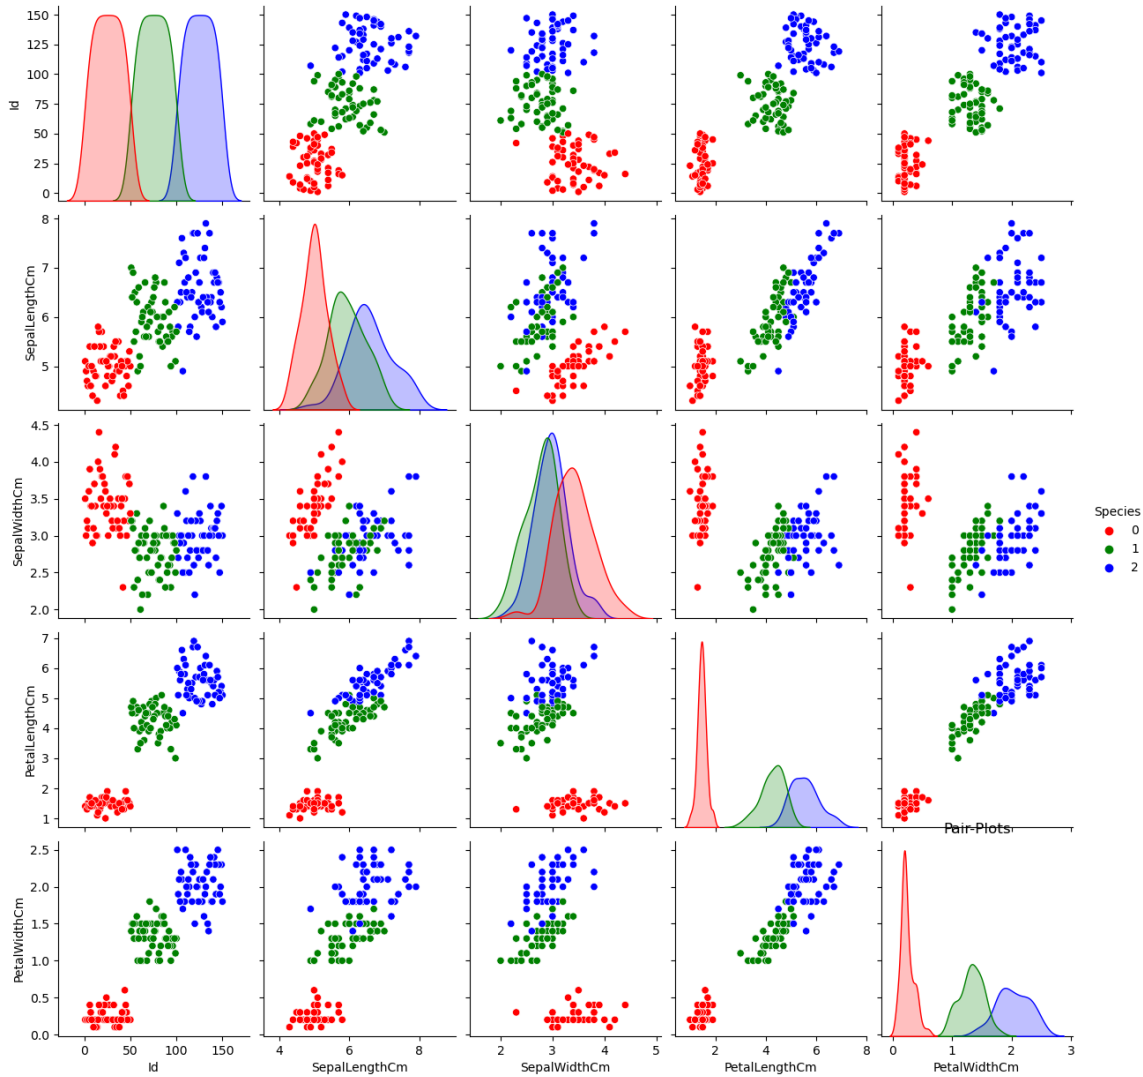 150
125
100
75
50
25
0
Id
8
7
6
5
SepalLengthCm
4.5
4.0
3.5
3.0
2.5
2.0
SepalWidthCm
Species
0
1
2
7
6
5
4
3
2
1
PetalLengthCm
Pair-Plots
2.5
2.0
1.5
1.0
0.5
0.0
PetalWidthCm
0 50 100 150
4 6 8
2 3 4 5
2 4 6 8
0 1 2 3
Id SepalLengthCm SepalWidthCm PetalLengthCm PetalWidthCm